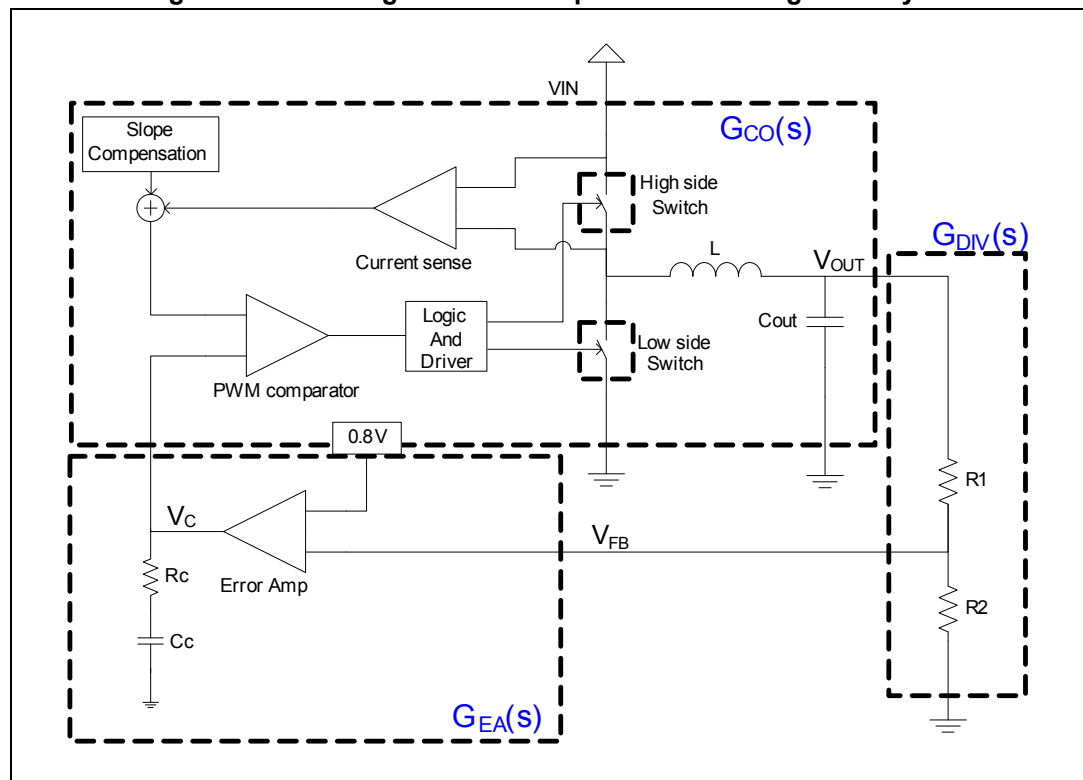 VIN
GCO(s)
Slope
Compensation
+
High side
Switch
Current sense
GDIV(s)
L
VOUT
Cout
Logic
And
Driver
Low side
Switch
PWM comparator
0.8V
R1
VC
VFB
Rc
Error Amp
R2
Cc
GEA(s)